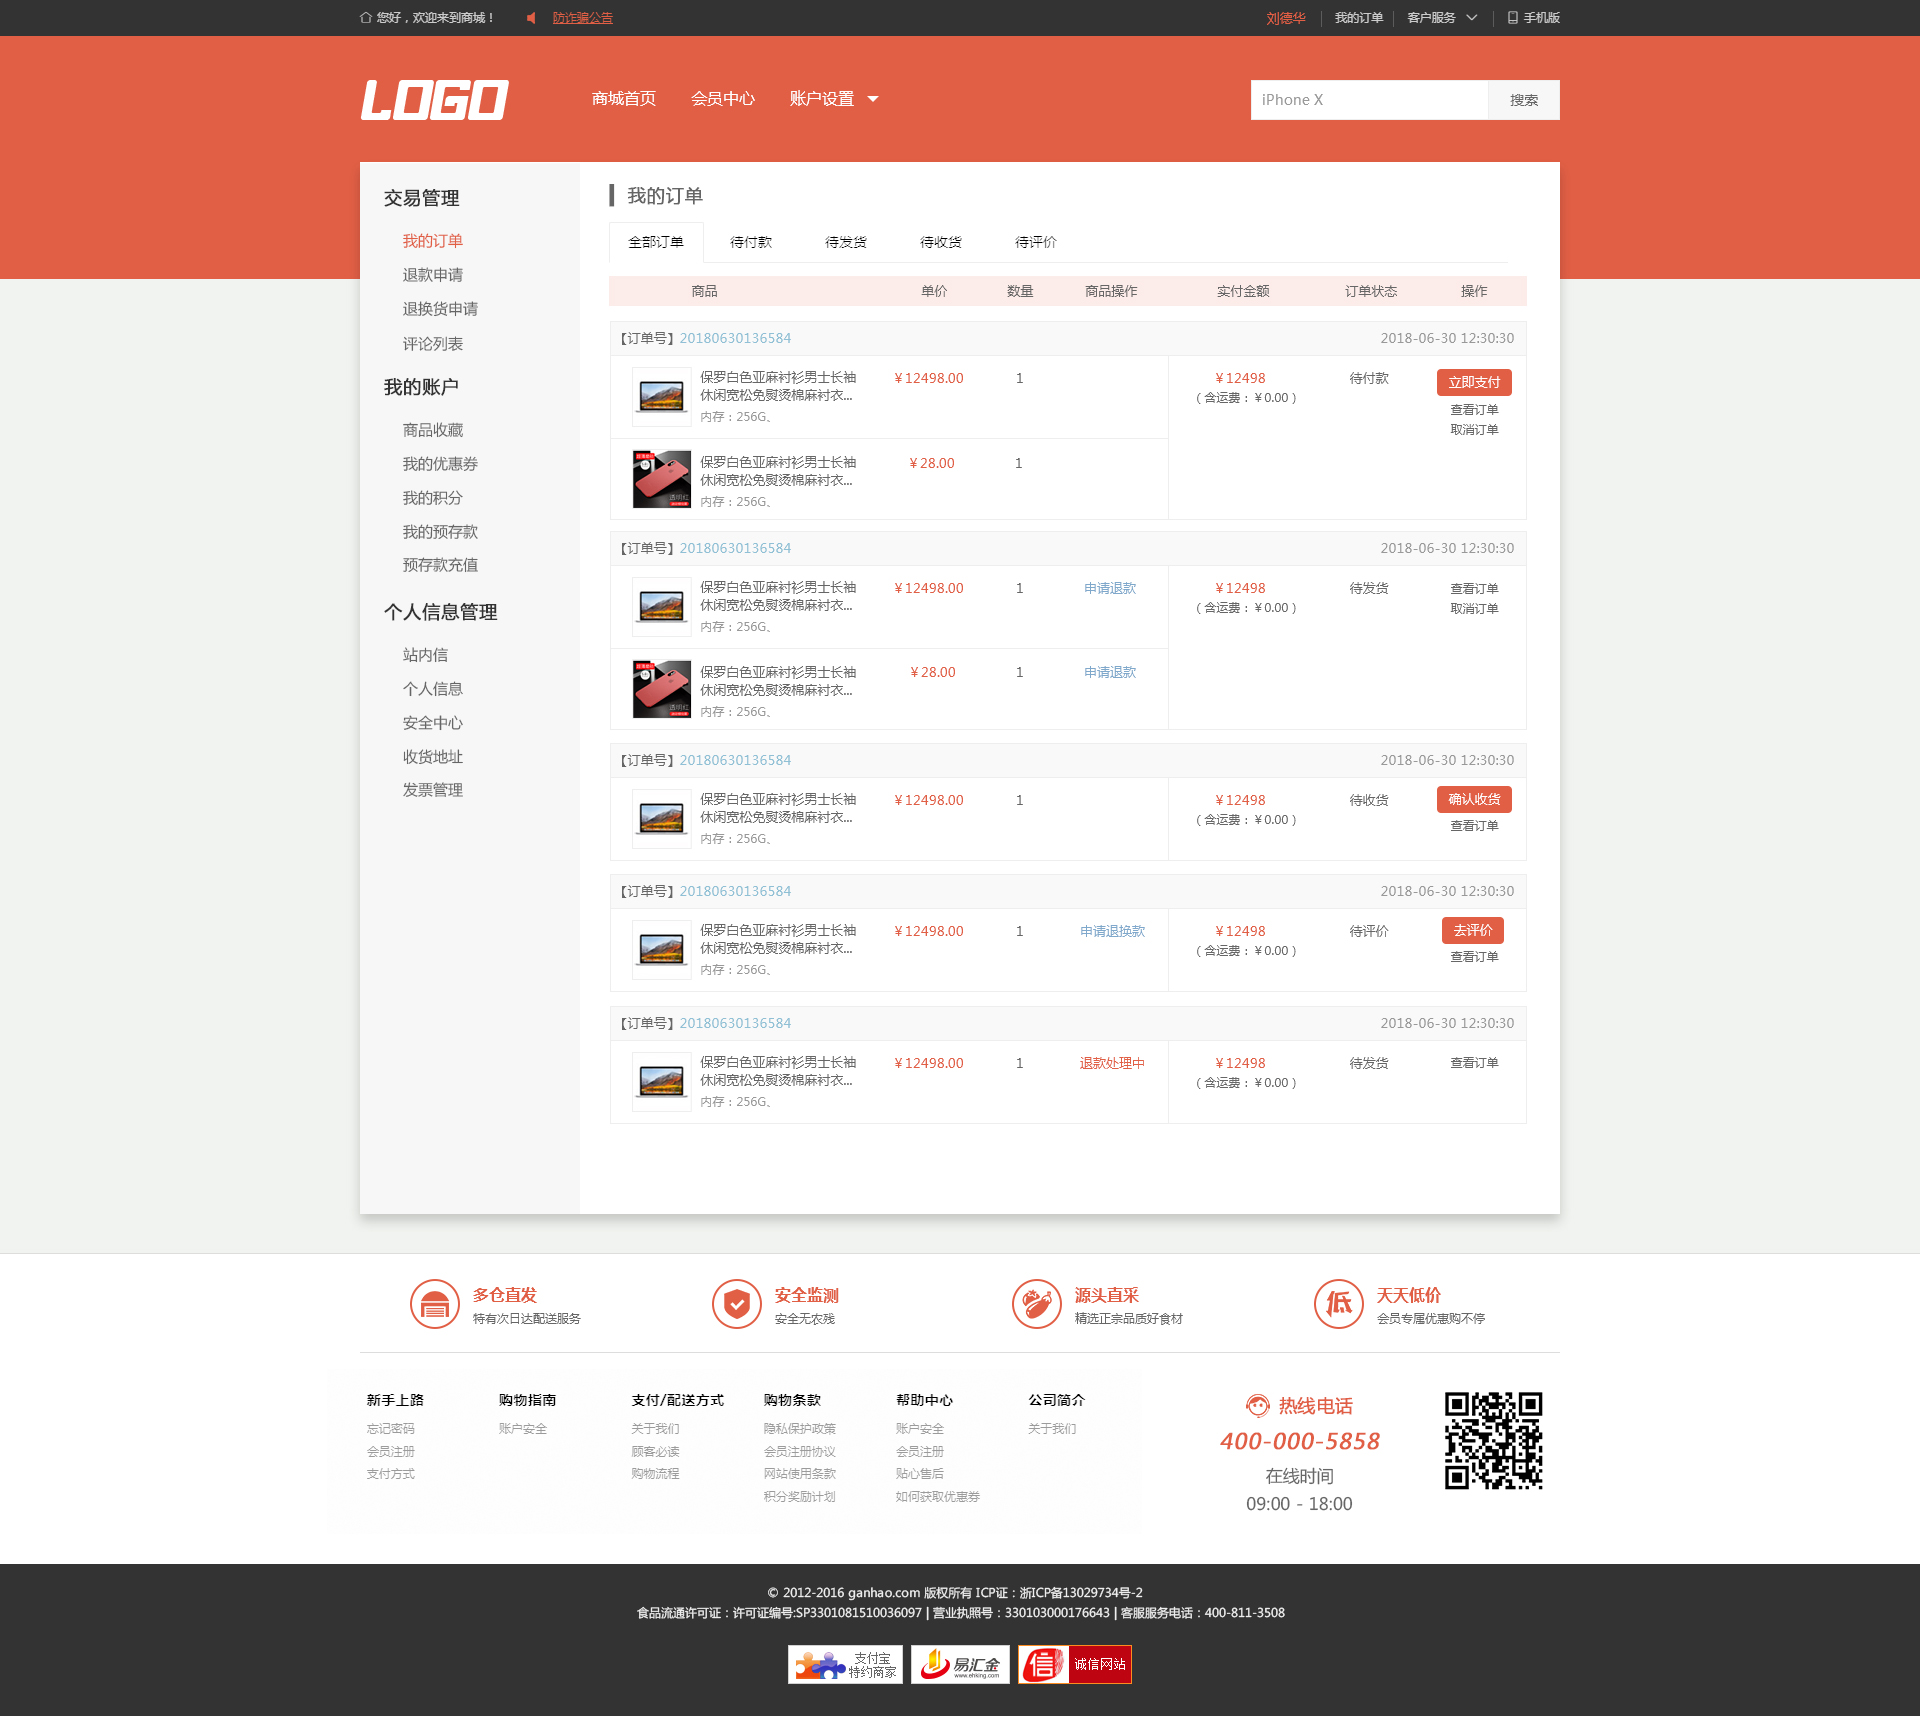 您好，欢迎来到商城！ 防诈骗公告 刘德华 我的订单 客户服务 手机版
LOGO 商城首页 会员中心 账户设置 iPhone X 搜索
交易管理
我的订单
退款申请
退换货申请
评论列表
我的账户
商品收藏
我的优惠券
我的积分
我的预存款
预存款充值
个人信息管理
站内信
个人信息
安全中心
收货地址
发票管理
我的订单
全部订单 待付款 待发货 待收货 待评价
商品 单价 数量 商品操作 实付金额 订单状态 操作
【订单号】20180630136584 2018-06-30 12:30:30
保罗白色亚麻衬衫男士长袖 ￥12498.00 1 ￥12498 待付款 立即支付
休闲宽松免熨烫棉麻衬衣... （含运费：￥0.00） 查看订单
内存：256G。 取消订单
保罗白色亚麻衬衫男士长袖 ￥28.00 1
休闲宽松免熨烫棉麻衬衣...
内存：256G。
【订单号】20180630136584 2018-06-30 12:30:30
保罗白色亚麻衬衫男士长袖 ￥12498.00 1 申请退款 ￥12498 待发货 查看订单
休闲宽松免熨烫棉麻衬衣... （含运费：￥0.00） 取消订单
内存：256G。
保罗白色亚麻衬衫男士长袖 ￥28.00 1 申请退款
休闲宽松免熨烫棉麻衬衣...
内存：256G。
【订单号】20180630136584 2018-06-30 12:30:30
保罗白色亚麻衬衫男士长袖 ￥12498.00 1 ￥12498 待收货 确认收货
休闲宽松免熨烫棉麻衬衣... （含运费：￥0.00） 查看订单
内存：256G。
【订单号】20180630136584 2018-06-30 12:30:30
保罗白色亚麻衬衫男士长袖 ￥12498.00 1 申请退换款 ￥12498 待评价 去评价
休闲宽松免熨烫棉麻衬衣... （含运费：￥0.00） 查看订单
内存：256G。
【订单号】20180630136584 2018-06-30 12:30:30
保罗白色亚麻衬衫男士长袖 ￥12498.00 1 退款处理中 ￥12498 待发货 查看订单
休闲宽松免熨烫棉麻衬衣... （含运费：￥0.00）
内存：256G。
多仓直发 安全监测 源头直采 低 天天低价
特有次日达配送服务 安全无农残 精选正宗品质好食材 会员专属优惠购不停
新手上路 购物指南 支付/配送方式 购物条款 帮助中心 公司简介
忘记密码 账户安全 关于我们 隐私保护政策 账户安全 关于我们
会员注册 顾客必读 会员注册协议 会员注册
支付方式 购物流程 网站使用条款 贴心售后
积分奖励计划 如何获取优惠券
热线电话
400-000-5858
在线时间
09:00 - 18:00
© 2012-2016 ganhao.com 版权所有 ICP证：浙ICP备13029734号-2
食品流通许可证：许可证编号:SP3301081510036097 | 营业执照号：330103000176643 | 客服服务电话：400-811-3508
支付宝
特约商家
易汇金
www.ehking.com
信 诚信网站